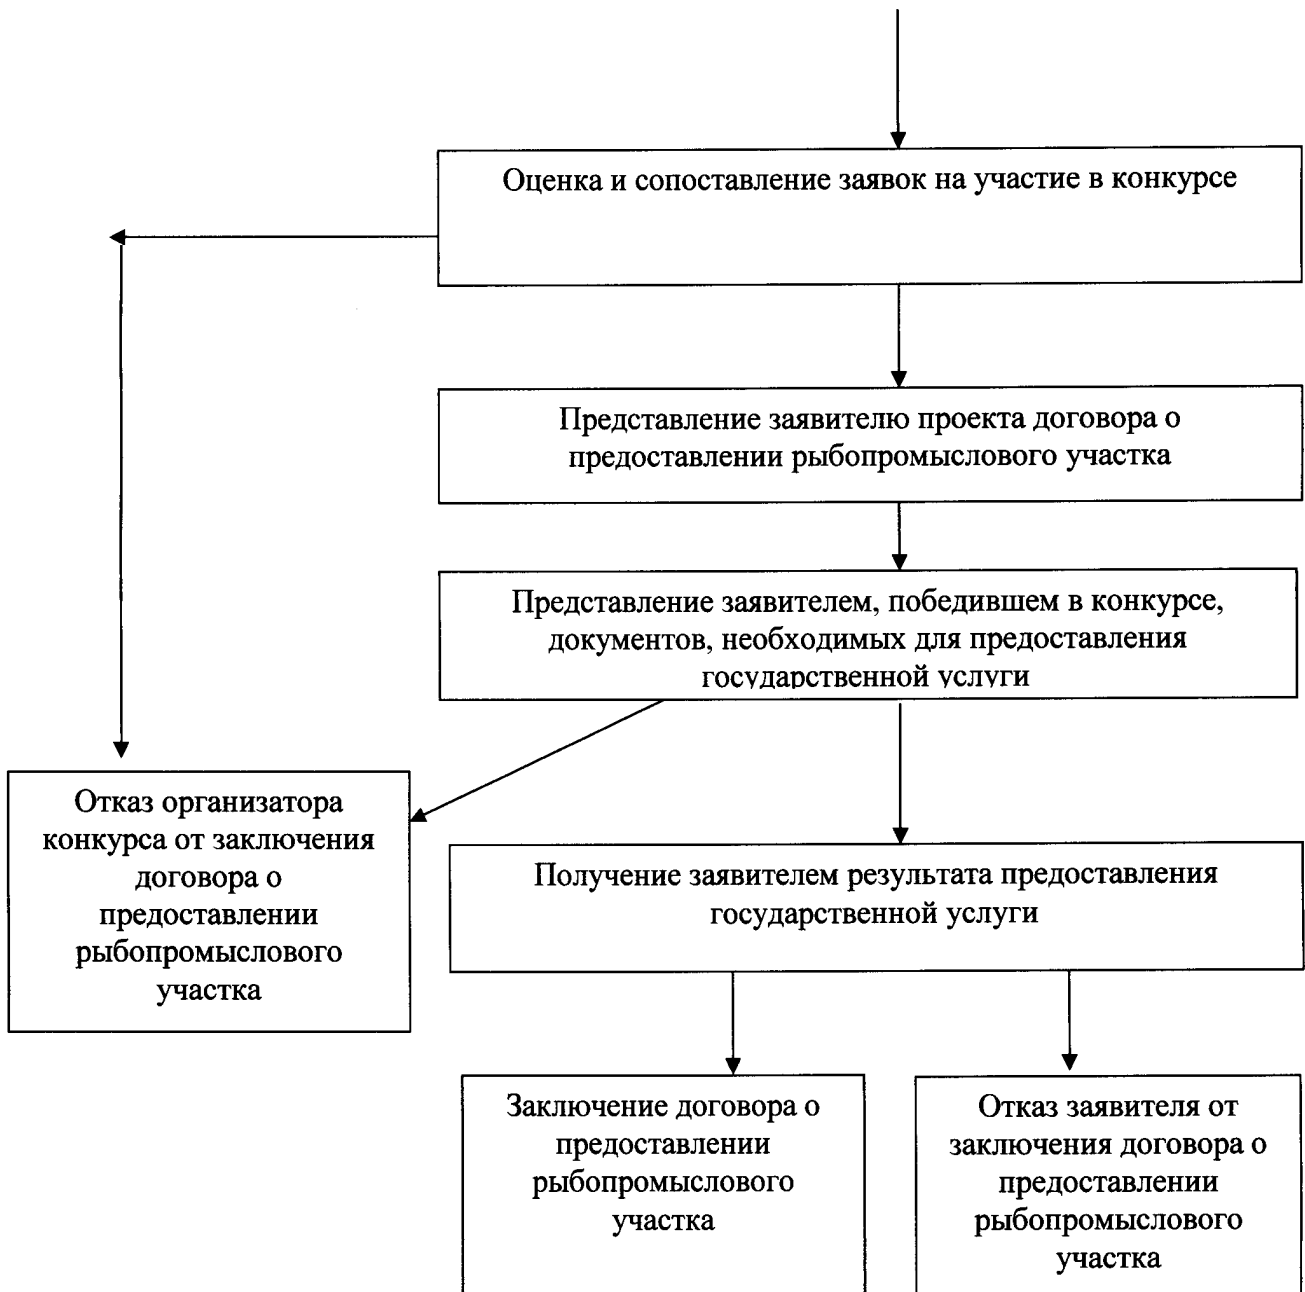 Оценка и сопоставление заявок на участие в конкурсе
Представление заявителю проекта договора о
предоставлении рыбопромыслового участка
Представление заявителем, победившем в конкурсе,
документов, необходимых для предоставления
государственной услуги
Отказ организатора
конкурса от заключения
договора о
предоставлении
рыбопромыслового
участка
Получение заявителем результата предоставления
государственной услуги
Заключение договора о
предоставлении
рыбопромыслового
участка
Отказ заявителя от
заключения договора о
предоставлении
рыбопромыслового
участка